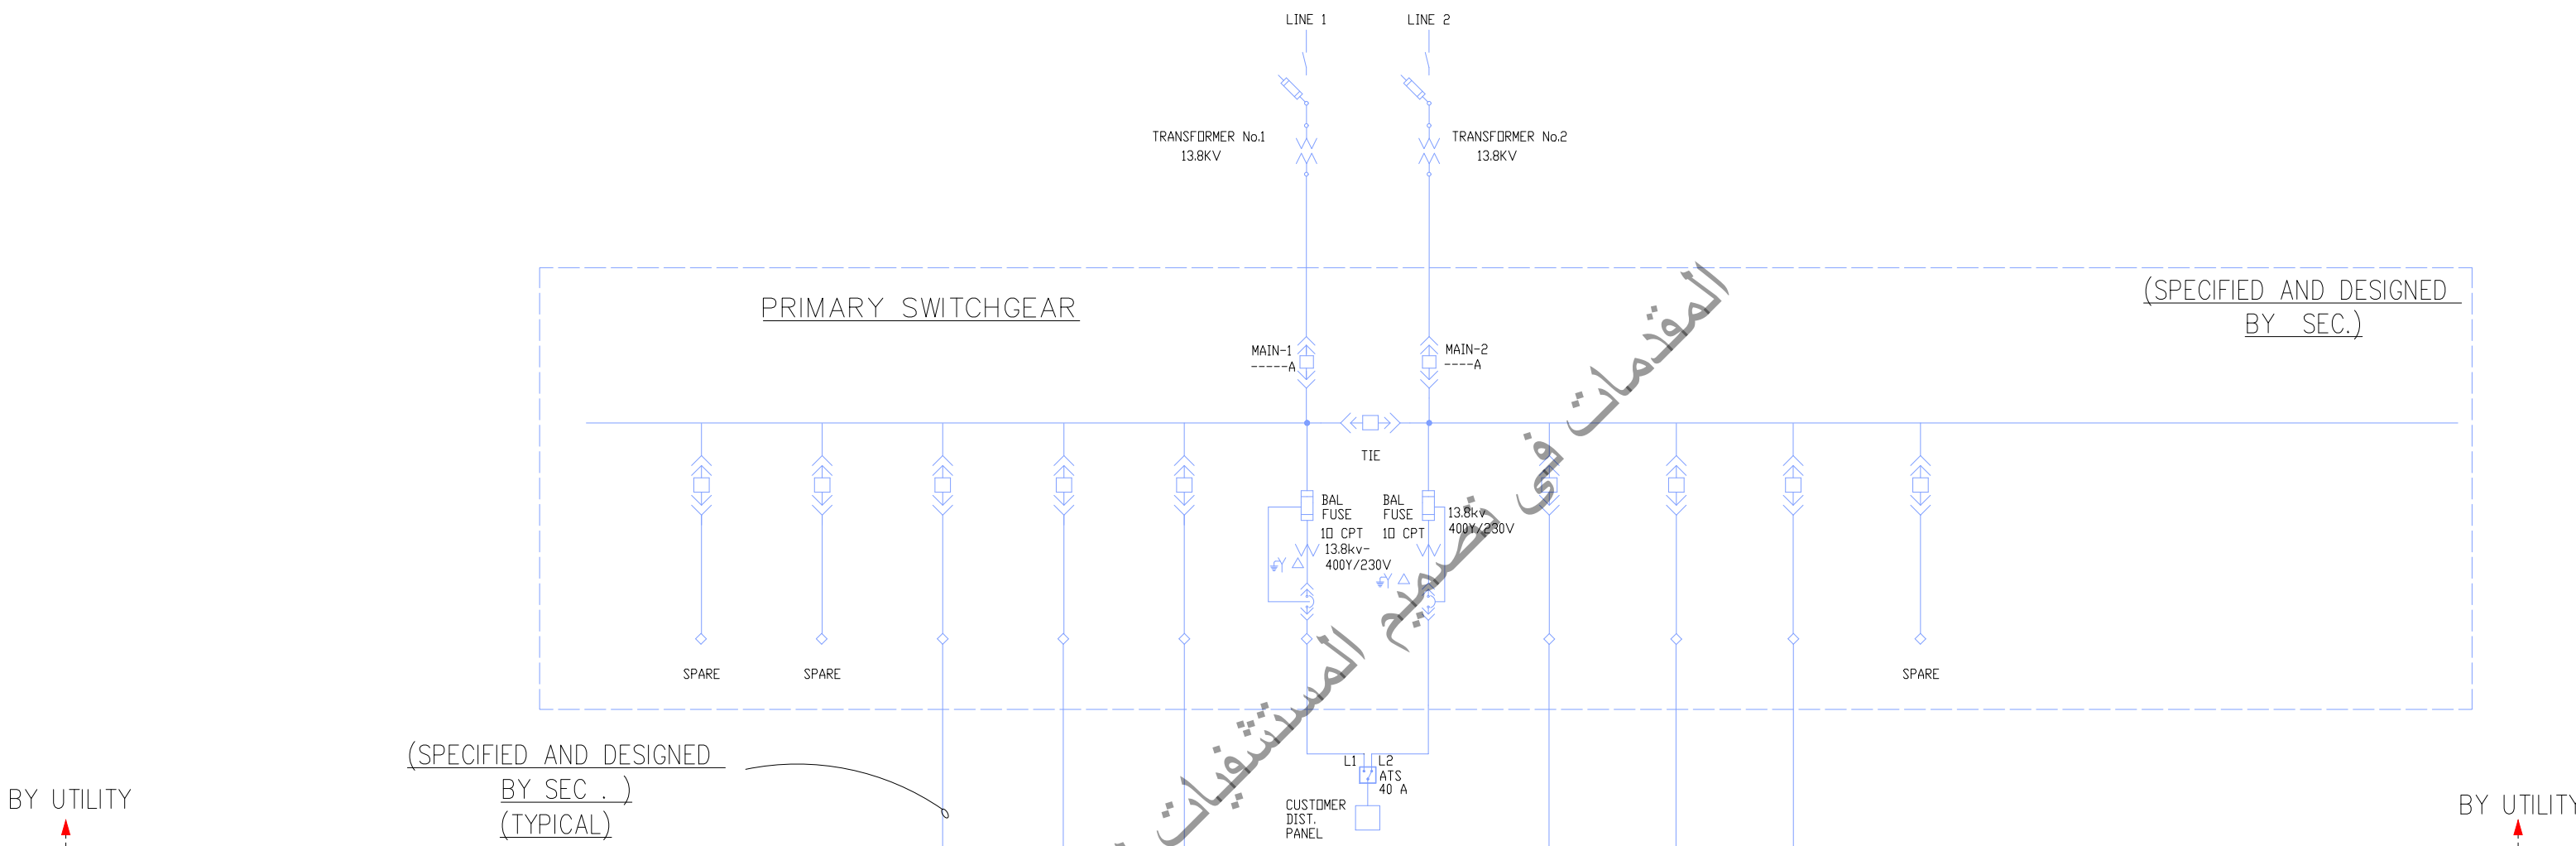 LINE 1
LINE 2
TRANSFORMER No.1
13.8KV
TRANSFORMER No.2
13.8KV
PRIMARY SWITCHGEAR
(SPECIFIED AND DESIGNED
BY SEC.)
MAIN-1
-----A
MAIN-2
----A
TIE
BAL
FUSE
1▯ CPT
13.8kv-
400Y/230V
BAL
FUSE
1▯ CPT
13.8kv
400Y/230V
Y
Y
SPARE
SPARE
SPARE
(SPECIFIED AND DESIGNED
BY SEC . )
(TYPICAL)
L1
L2
ATS
40 A
CUSTOMER
DIST.
PANEL
BY UTILITY
BY UTILITY
المقدمات في تصميم المستشفيات